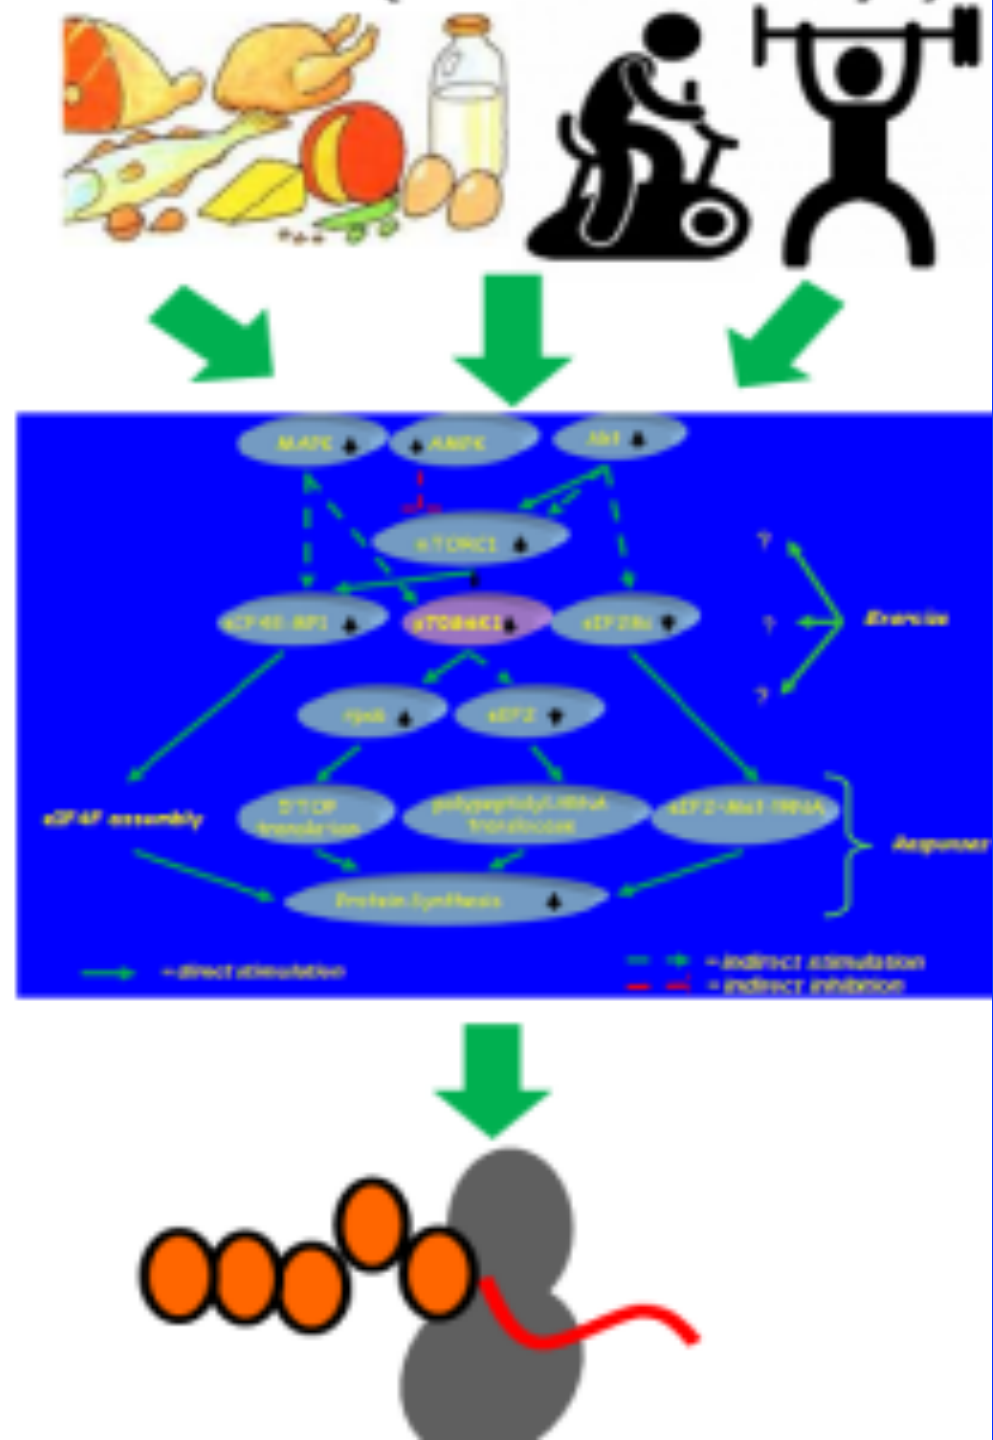 MAPK
AMPK
Akt
mTORC1
?
?
Exercise
?
rpS6
eEF2
5'TOP
translation
polypeptidyl tRNA
translocase
eIF4F assembly
Responses
Protein Synthesis
= direct stimulation
= indirect stimulation
= indirect inhibition